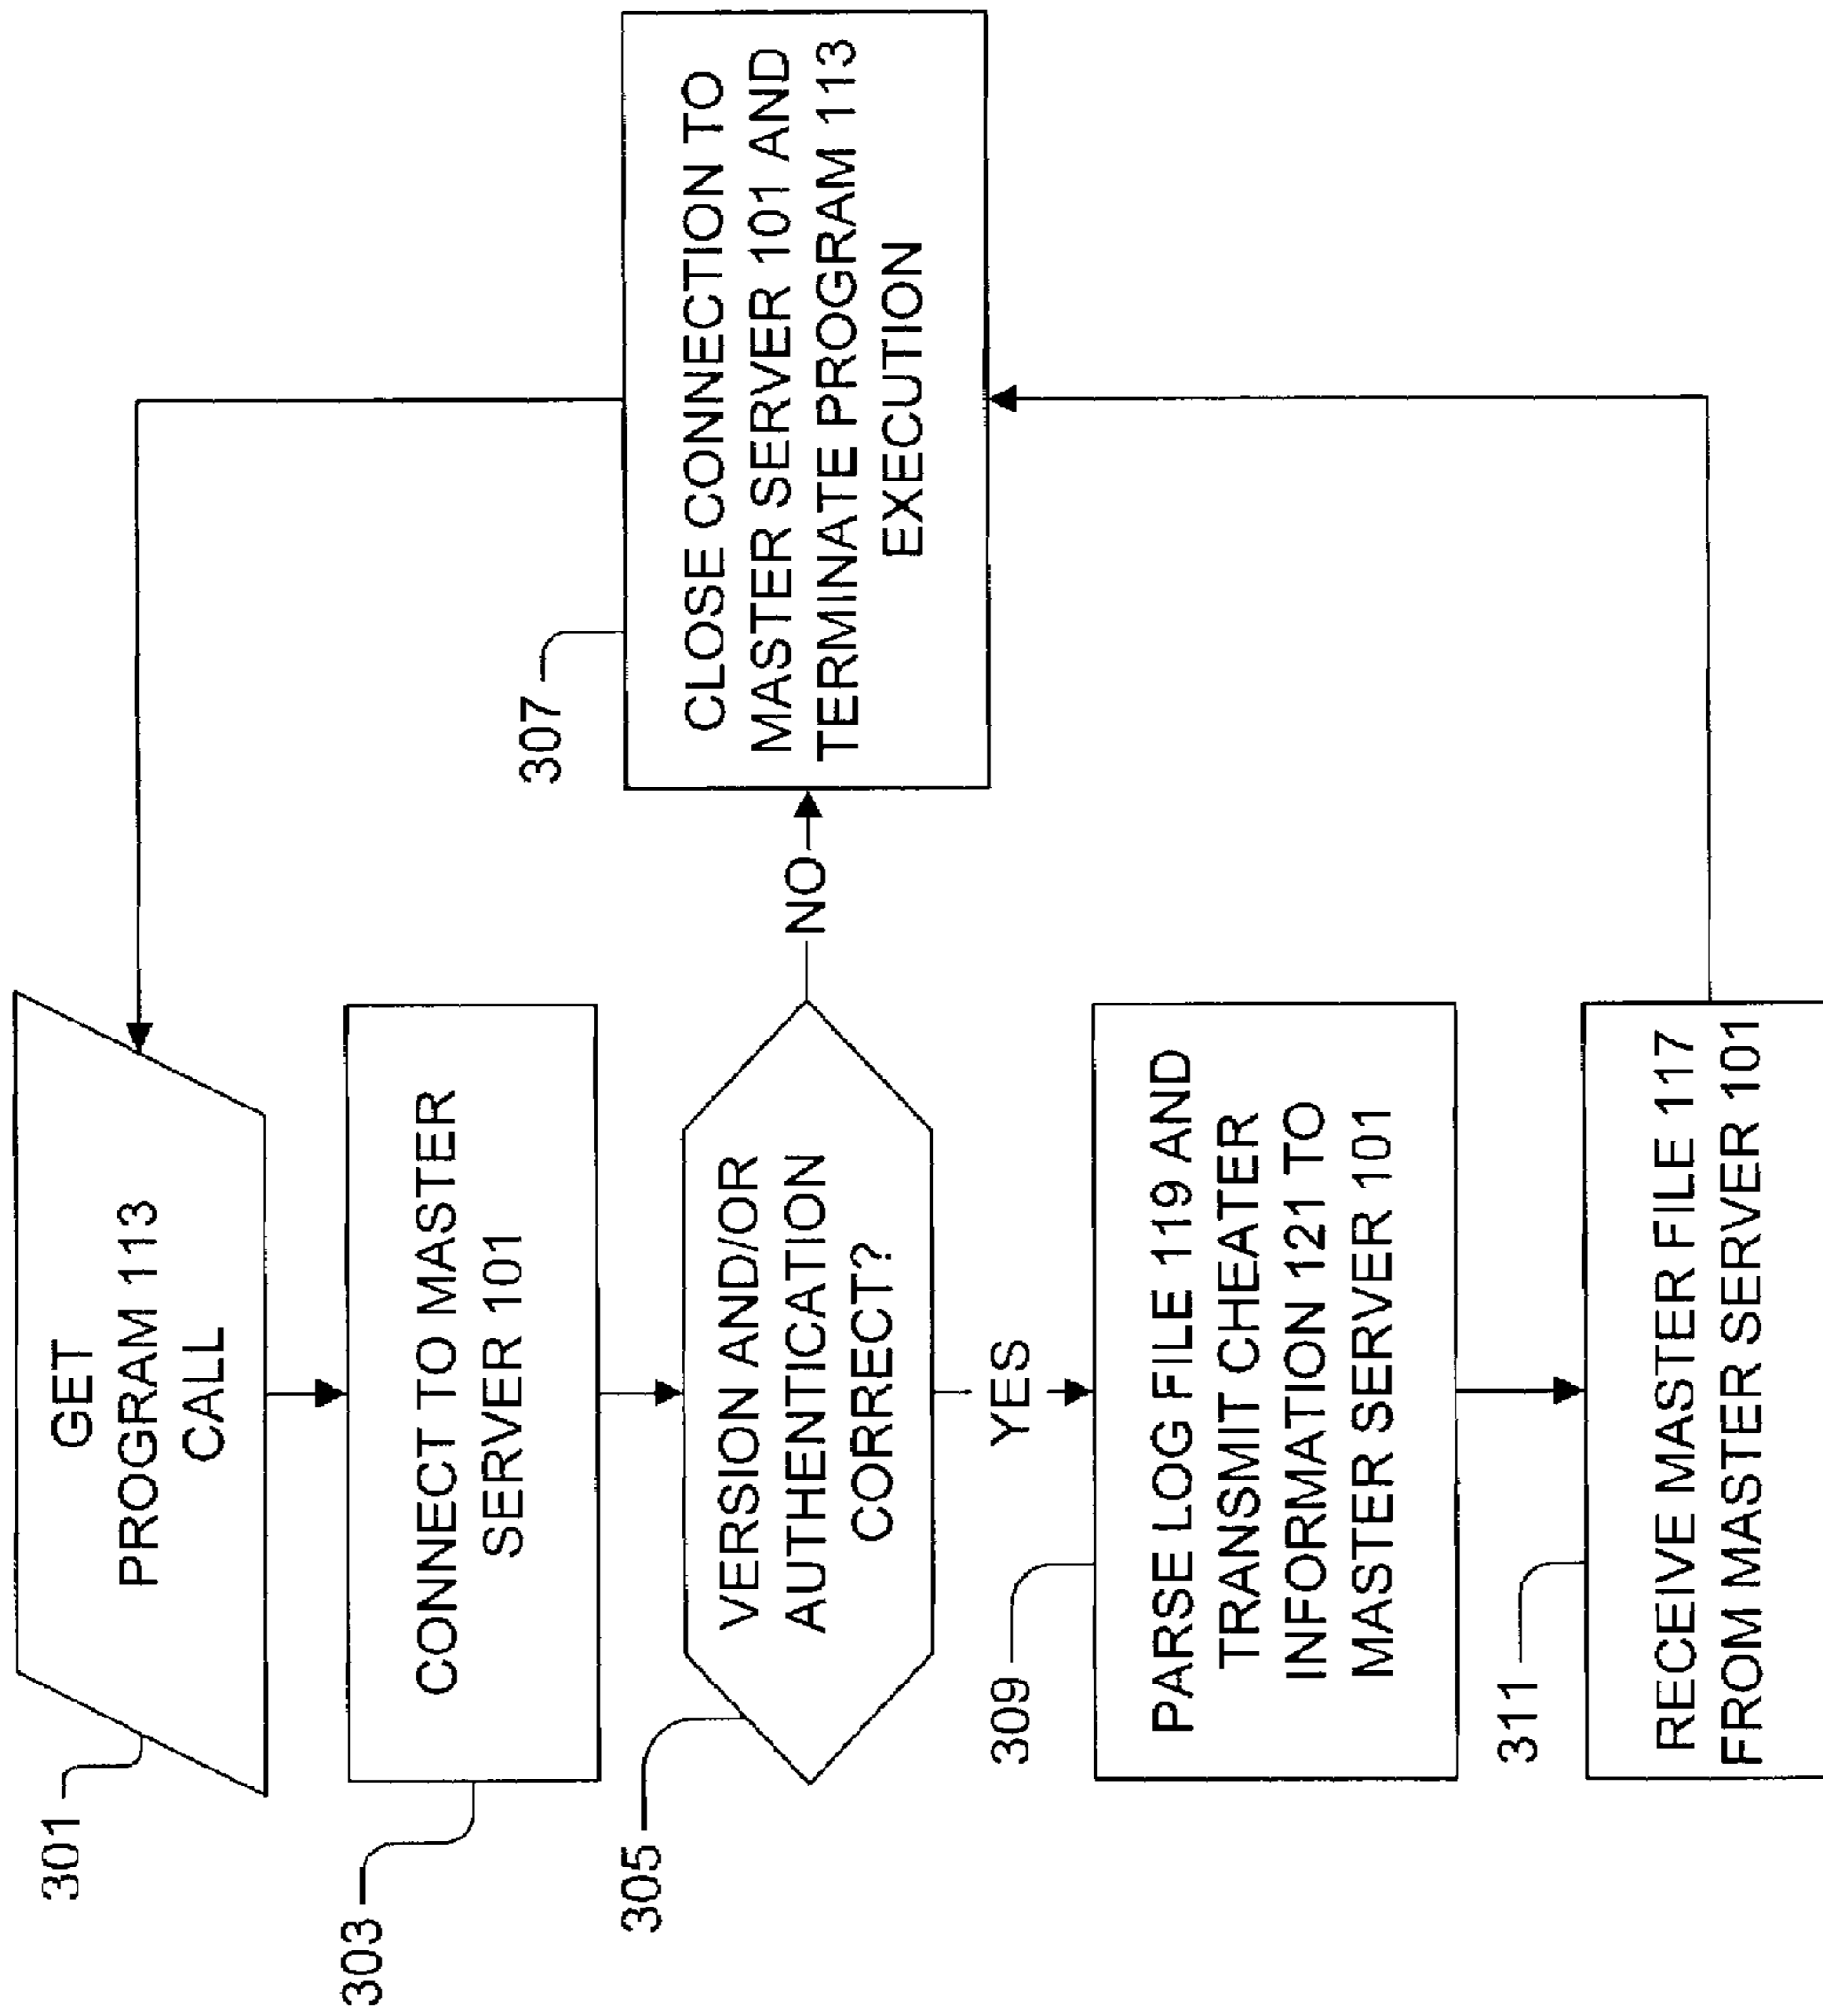 301
GET
PROGRAM 113
CALL
303
CONNECT TO MASTER
SERVER 101
305
VERSION AND/OR
AUTHENTICATION
CORRECT?
NO
307
CLOSE CONNECTION TO
MASTER SERVER 101 AND
TERMINATE PROGRAM 113
EXECUTION
YES
309
PARSE LOG FILE 119 AND
TRANSMIT CHEATER
INFORMATION 121 TO
MASTER SERVER 101
311
RECEIVE MASTER FILE 117
FROM MASTER SERVER 101